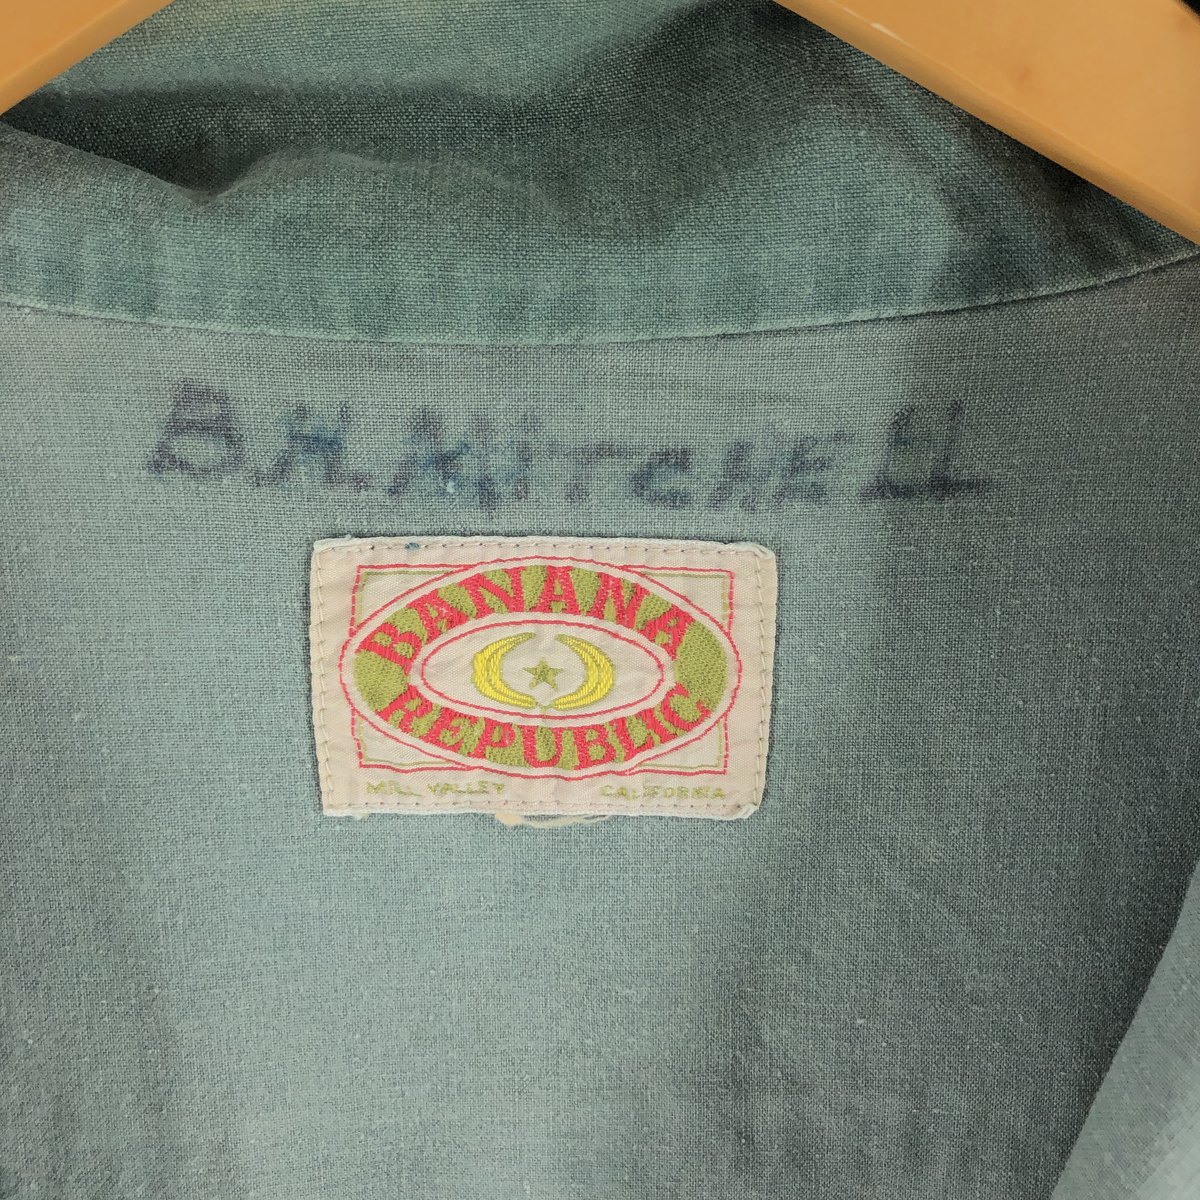 B.H. MITCHELL
BANANA
REPUBLIC
MILL VALLEY CALIFORNIA